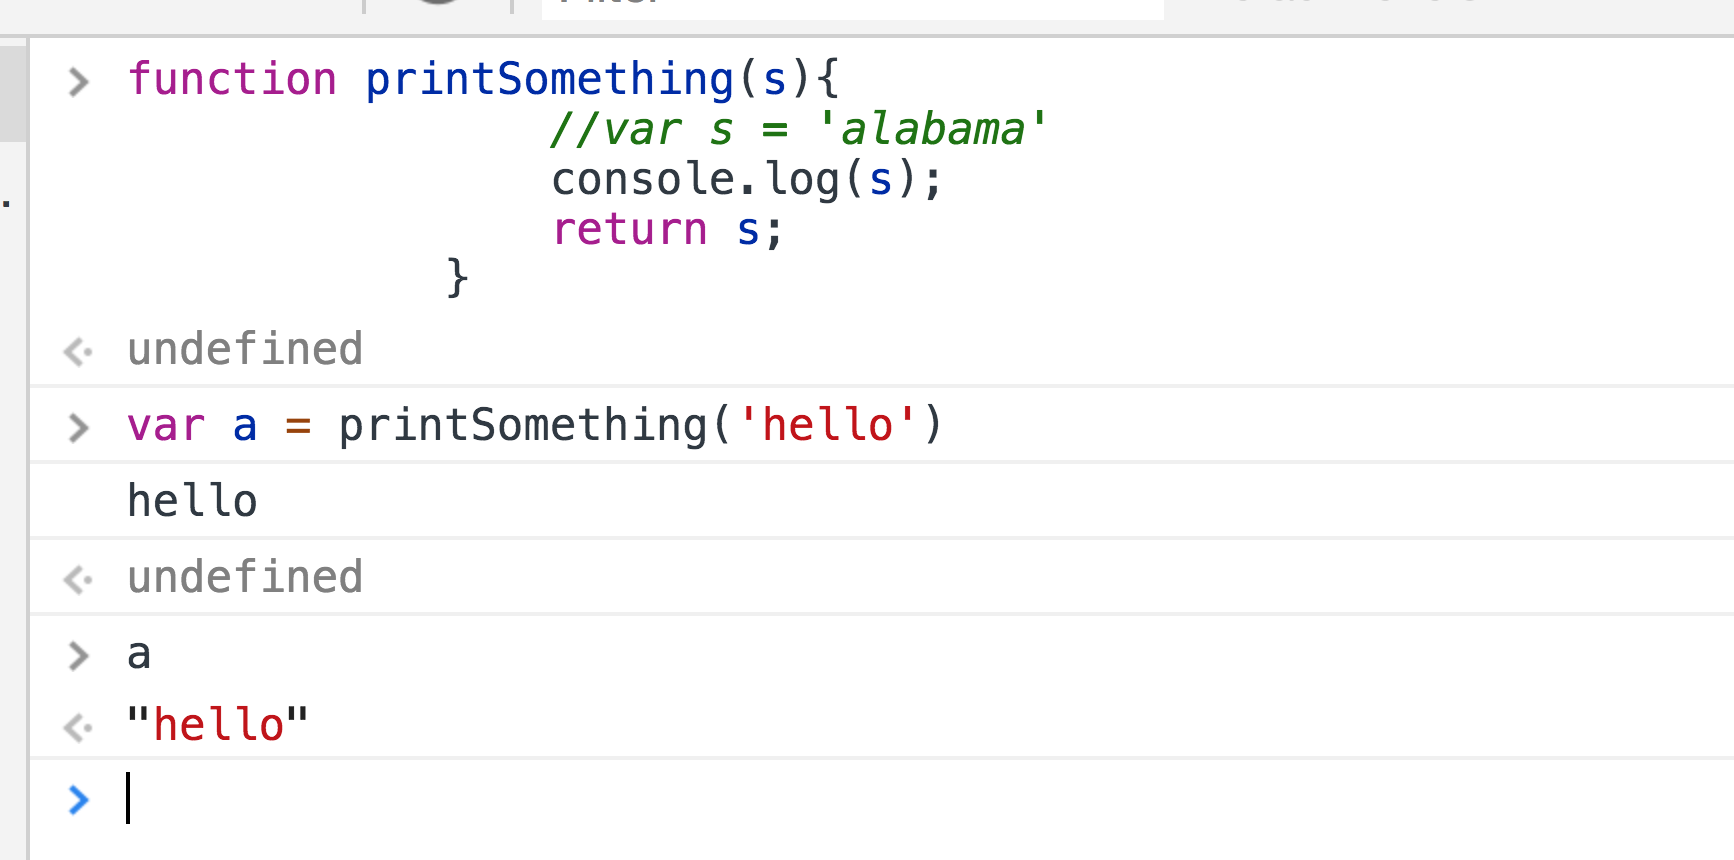 function printSomething(s){
//var s = 'alabama'
console.log(s);
return s;
}
undefined
var a = printSomething('hello')
hello
undefined
a
"hello"